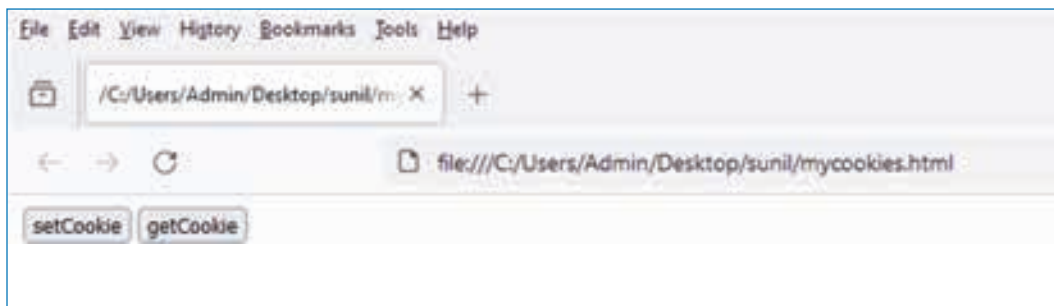 File Edit View History Bookmarks Tools Help
/C:/Users/Admin/Desktop/sunil/m
file:///C:/Users/Admin/Desktop/sunil/mycookies.html
setCookie getCookie